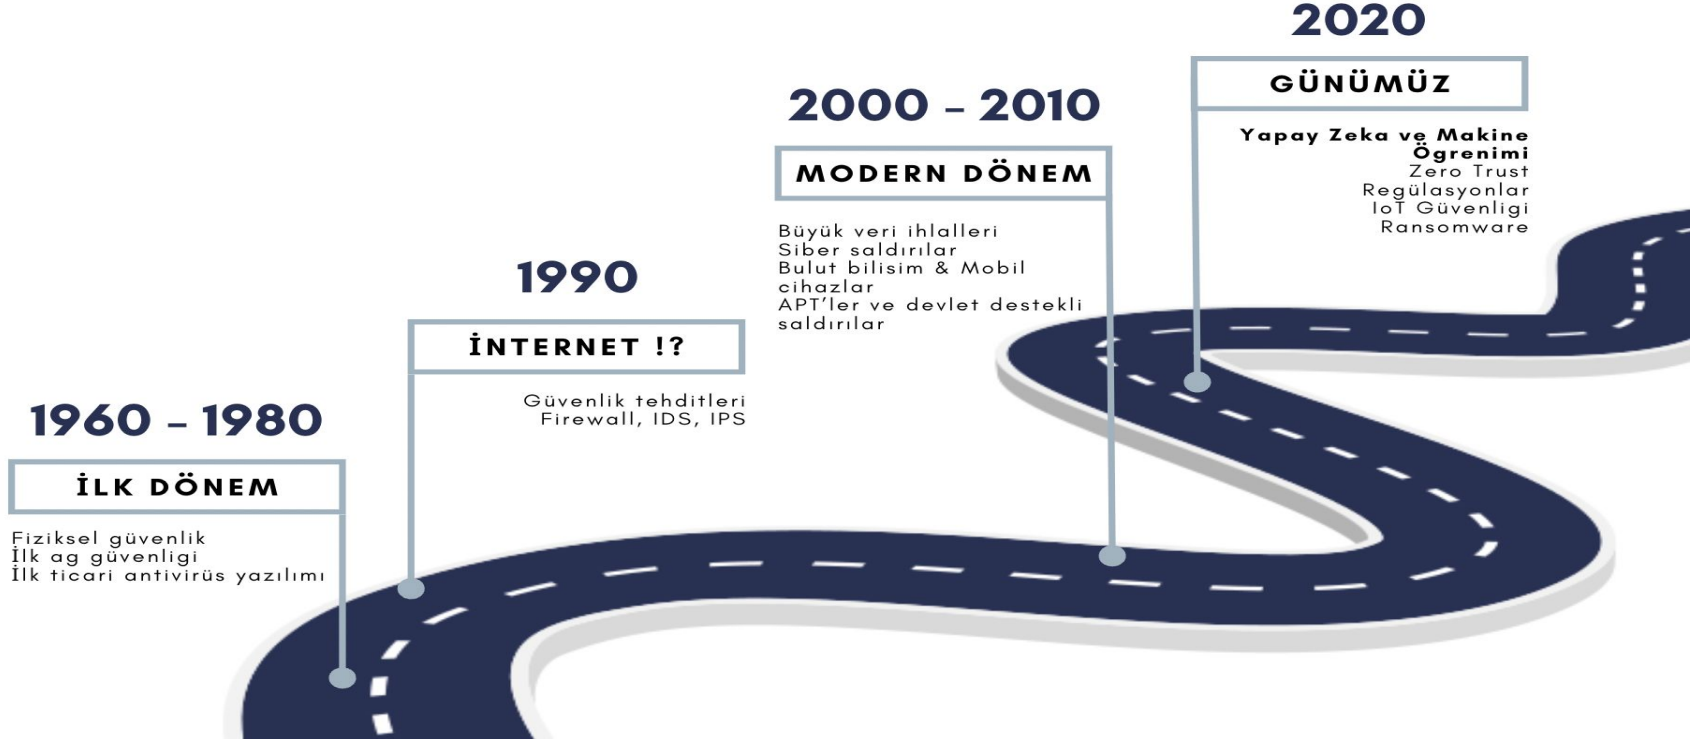 1960 – 1980
İLK DÖNEM
Fiziksel güvenlik
İlk ag güvenligi
İlk ticari antivirüs yazılımı
1990
İNTERNET !?
Güvenlik tehditleri
Firewall, IDS, IPS
2000 – 2010
MODERN DÖNEM
Büyük veri ihlalleri
Siber saldırılar
Bulut bilisim & Mobil
cihazlar
APT'ler ve devlet destekli
saldırılar
2020
GÜNÜMÜZ
Yapay Zeka ve Makine
Ögrenimi
Zero Trust
Regülasyonlar
IoT Güvenligi
Ransomware